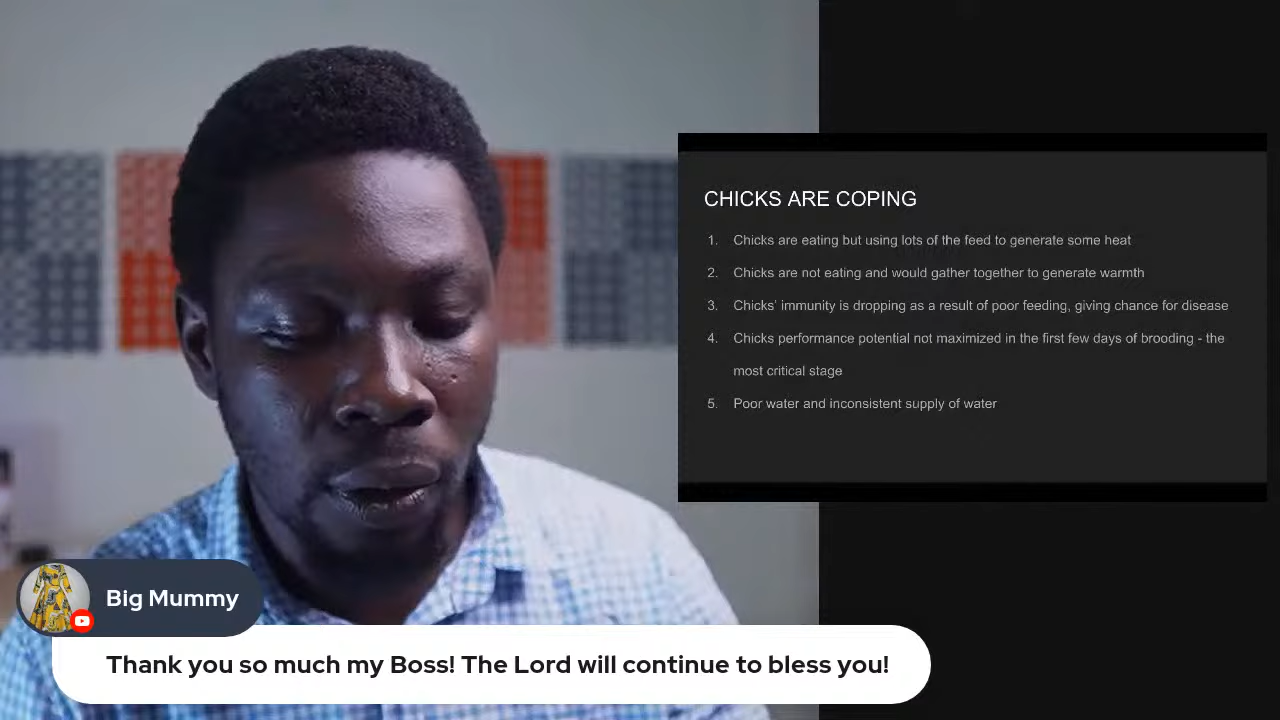 CHICKS ARE COPING
1. Chicks are eating but using lots of the feed to generate some heat
2. Chicks are not eating and would gather together to generate warmth
3. Chicks' immunity is dropping as a result of poor feeding, giving chance for disease
4. Chicks performance potential not maximized in the first few days of brooding - the
most critical stage
5. Poor water and inconsistent supply of water
Big Mummy
Thank you so much my Boss! The Lord will continue to bless you!